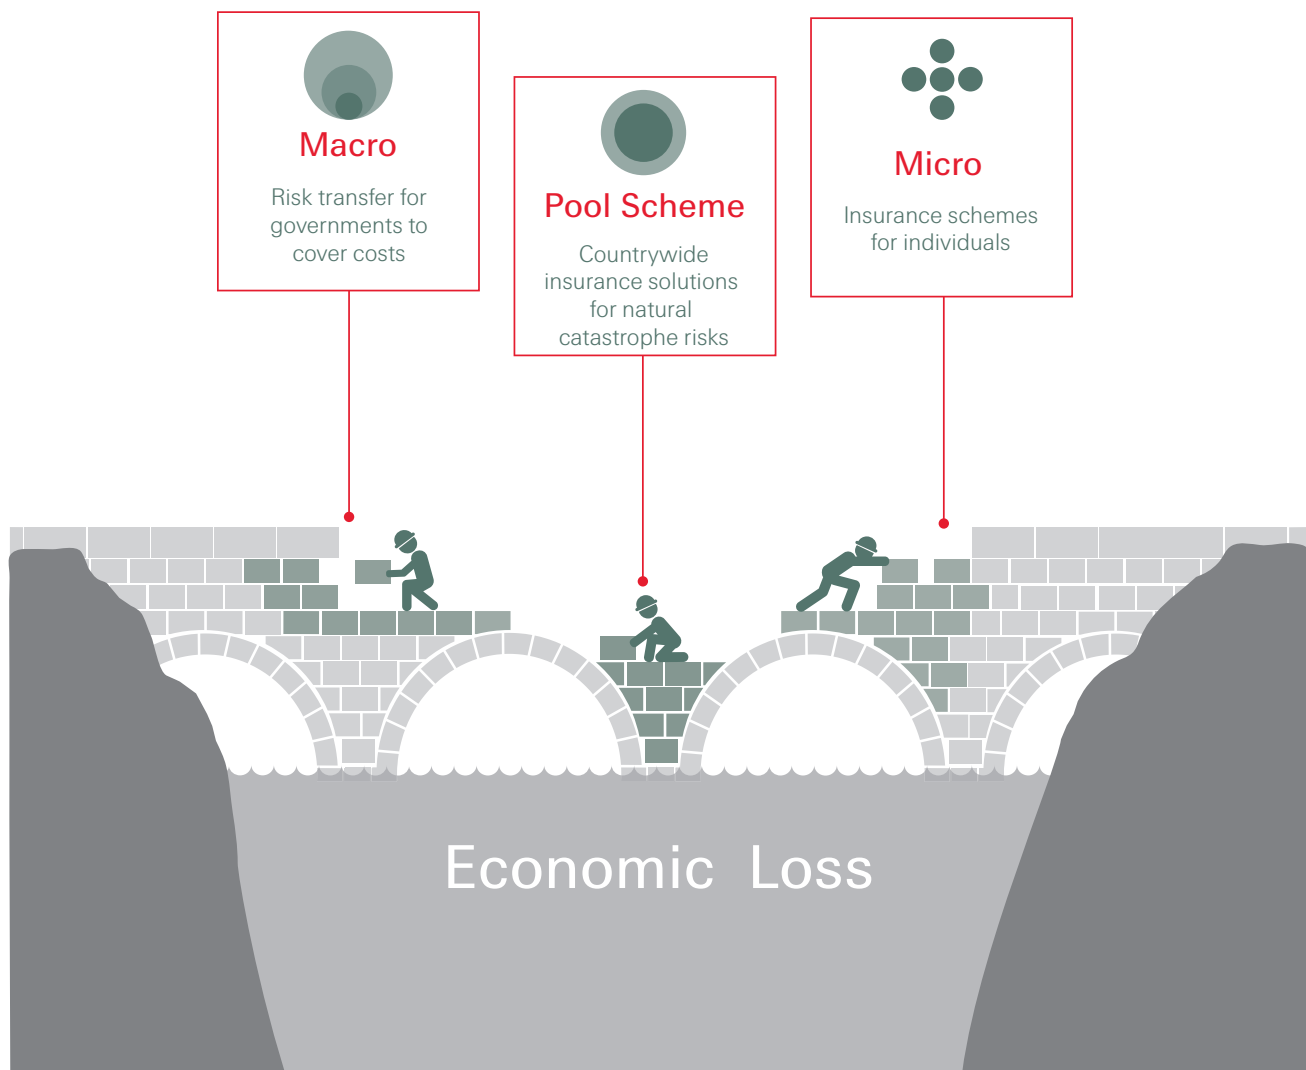 Macro
Risk transfer for
governments to
cover costs
Pool Scheme
Countrywide
insurance solutions
for natural
catastrophe risks
Micro
Insurance schemes
for individuals
Economic Loss